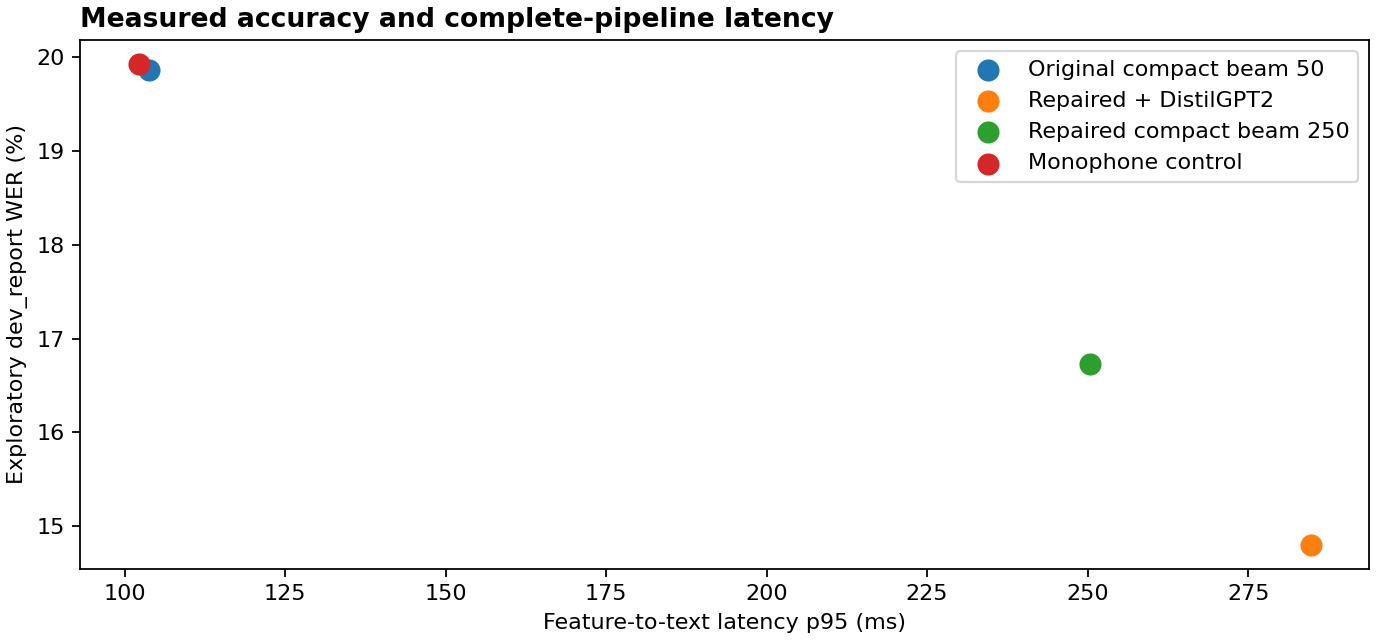 Measured accuracy and complete-pipeline latency
Exploratory dev_report WER (%)
20
19
18
17
16
15
Original compact beam 50
Repaired + DistilGPT2
Repaired compact beam 250
Monophone control
100 125 150 175 200 225 250 275
Feature-to-text latency p95 (ms)